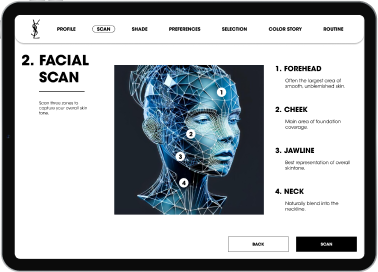 YSL
PROFILE
SCAN
SHADE
PREFERENCES
SELECTION
COLOR STORY
ROUTINE
2. FACIAL
SCAN
Scan three zones to
capture your overall skin
tone.
1
2
3
4
1. FOREHEAD
Often the largest area of
smooth, unblemished skin.
2. CHEEK
Main area of foundation
coverage.
3. JAWLINE
Best representation of overall
skintone.
4. NECK
Naturally blend into the
neckline.
BACK
SCAN